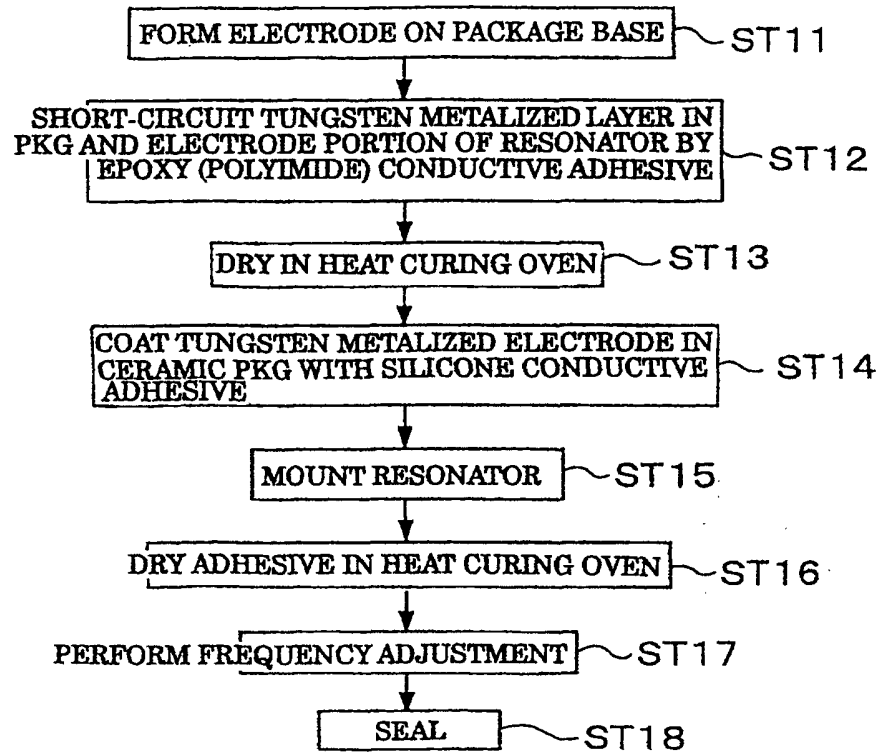 FORM ELECTRODE ON PACKAGE BASE ST11
SHORT-CIRCUIT TUNGSTEN METALIZED LAYER IN
PKG AND ELECTRODE PORTION OF RESONATOR BY
EPOXY (POLYIMIDE) CONDUCTIVE ADHESIVE
ST12
DRY IN HEAT CURING OVEN ST13
COAT TUNGSTEN METALIZED ELECTRODE IN
CERAMIC PKG WITH SILICONE CONDUCTIVE
ADHESIVE
ST14
MOUNT RESONATOR ST15
DRY ADHESIVE IN HEAT CURING OVEN ST16
PERFORM FREQUENCY ADJUSTMENT ST17
SEAL ST18